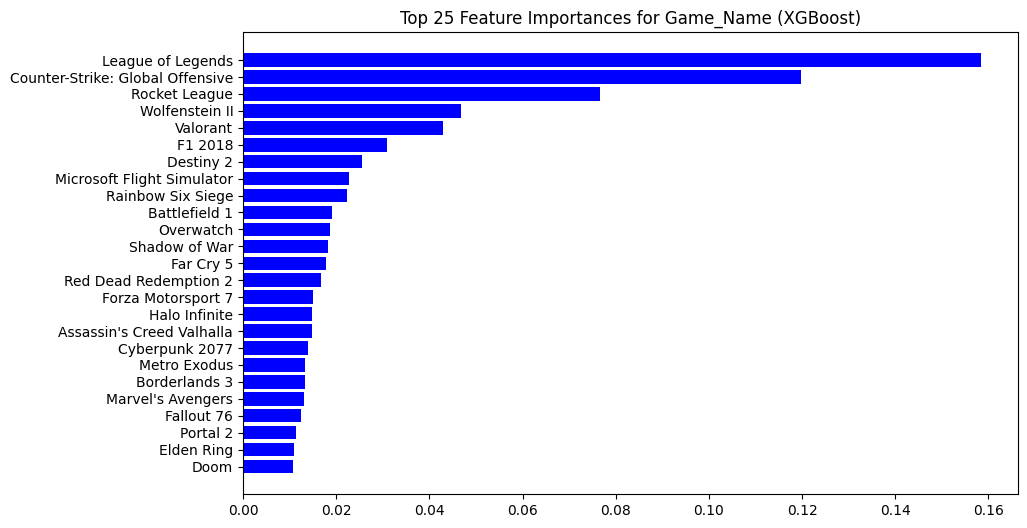 Top 25 Feature Importances for Game_Name (XGBoost)
League of Legends
Counter-Strike: Global Offensive
Rocket League
Wolfenstein II
Valorant
F1 2018
Destiny 2
Microsoft Flight Simulator
Rainbow Six Siege
Battlefield 1
Overwatch
Shadow of War
Far Cry 5
Red Dead Redemption 2
Forza Motorsport 7
Halo Infinite
Assassin's Creed Valhalla
Cyberpunk 2077
Metro Exodus
Borderlands 3
Marvel's Avengers
Fallout 76
Portal 2
Elden Ring
Doom
0.00 0.02 0.04 0.06 0.08 0.10 0.12 0.14 0.16